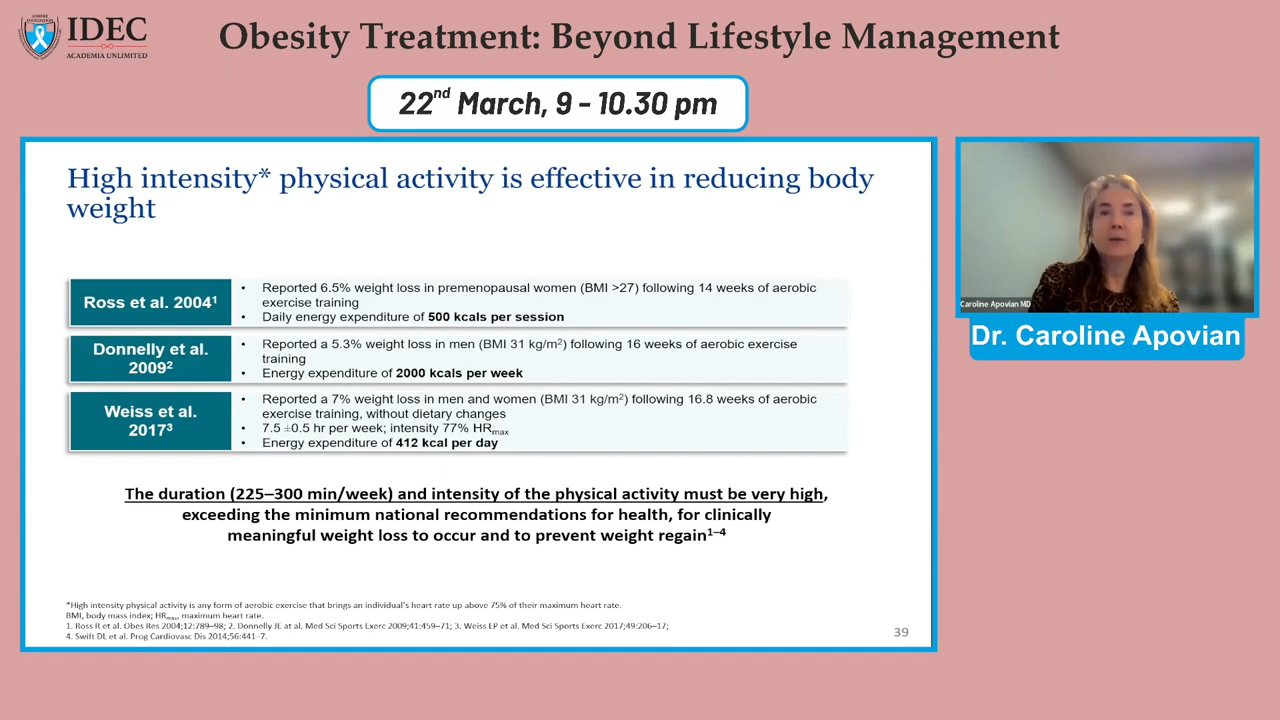 IDEC
ACADEMIA UNLIMITED
Obesity Treatment: Beyond Lifestyle Management
22nd March, 9 - 10.30 pm
High intensity* physical activity is effective in reducing body
weight
Ross et al. 2004¹
• Reported 6.5% weight loss in premenopausal women (BMI >27) following 14 weeks of aerobic
exercise training
• Daily energy expenditure of 500 kcals per session
Donnelly et al.
2009²
• Reported a 5.3% weight loss in men (BMI 31 kg/m²) following 16 weeks of aerobic exercise
training
• Energy expenditure of 2000 kcals per week
Weiss et al.
2017³
• Reported a 7% weight loss in men and women (BMI 31 kg/m²) following 16.8 weeks of aerobic
exercise training, without dietary changes
• 7.5 ±0.5 hr per week; intensity 77% HRmax
• Energy expenditure of 412 kcal per day
The duration (225–300 min/week) and intensity of the physical activity must be very high,
exceeding the minimum national recommendations for health, for clinically
meaningful weight loss to occur and to prevent weight regain¹⁻⁴
*High intensity physical activity is any form of aerobic exercise that brings an individual's heart rate up above 75% of their maximum heart rate.
BMI, body mass index; HRmax, maximum heart rate.
1. Ross R et al. Obes Res 2004;12:789–98; 2. Donnelly JE at al. Med Sci Sports Exerc 2009;41:459–71; 3. Weiss EP et al. Med Sci Sports Exerc 2017;49:206–17;
4. Swift DL et al. Prog Cardiovasc Dis 2014;56:441–7.
39
Caroline Apovian MD
Dr. Caroline Apovian